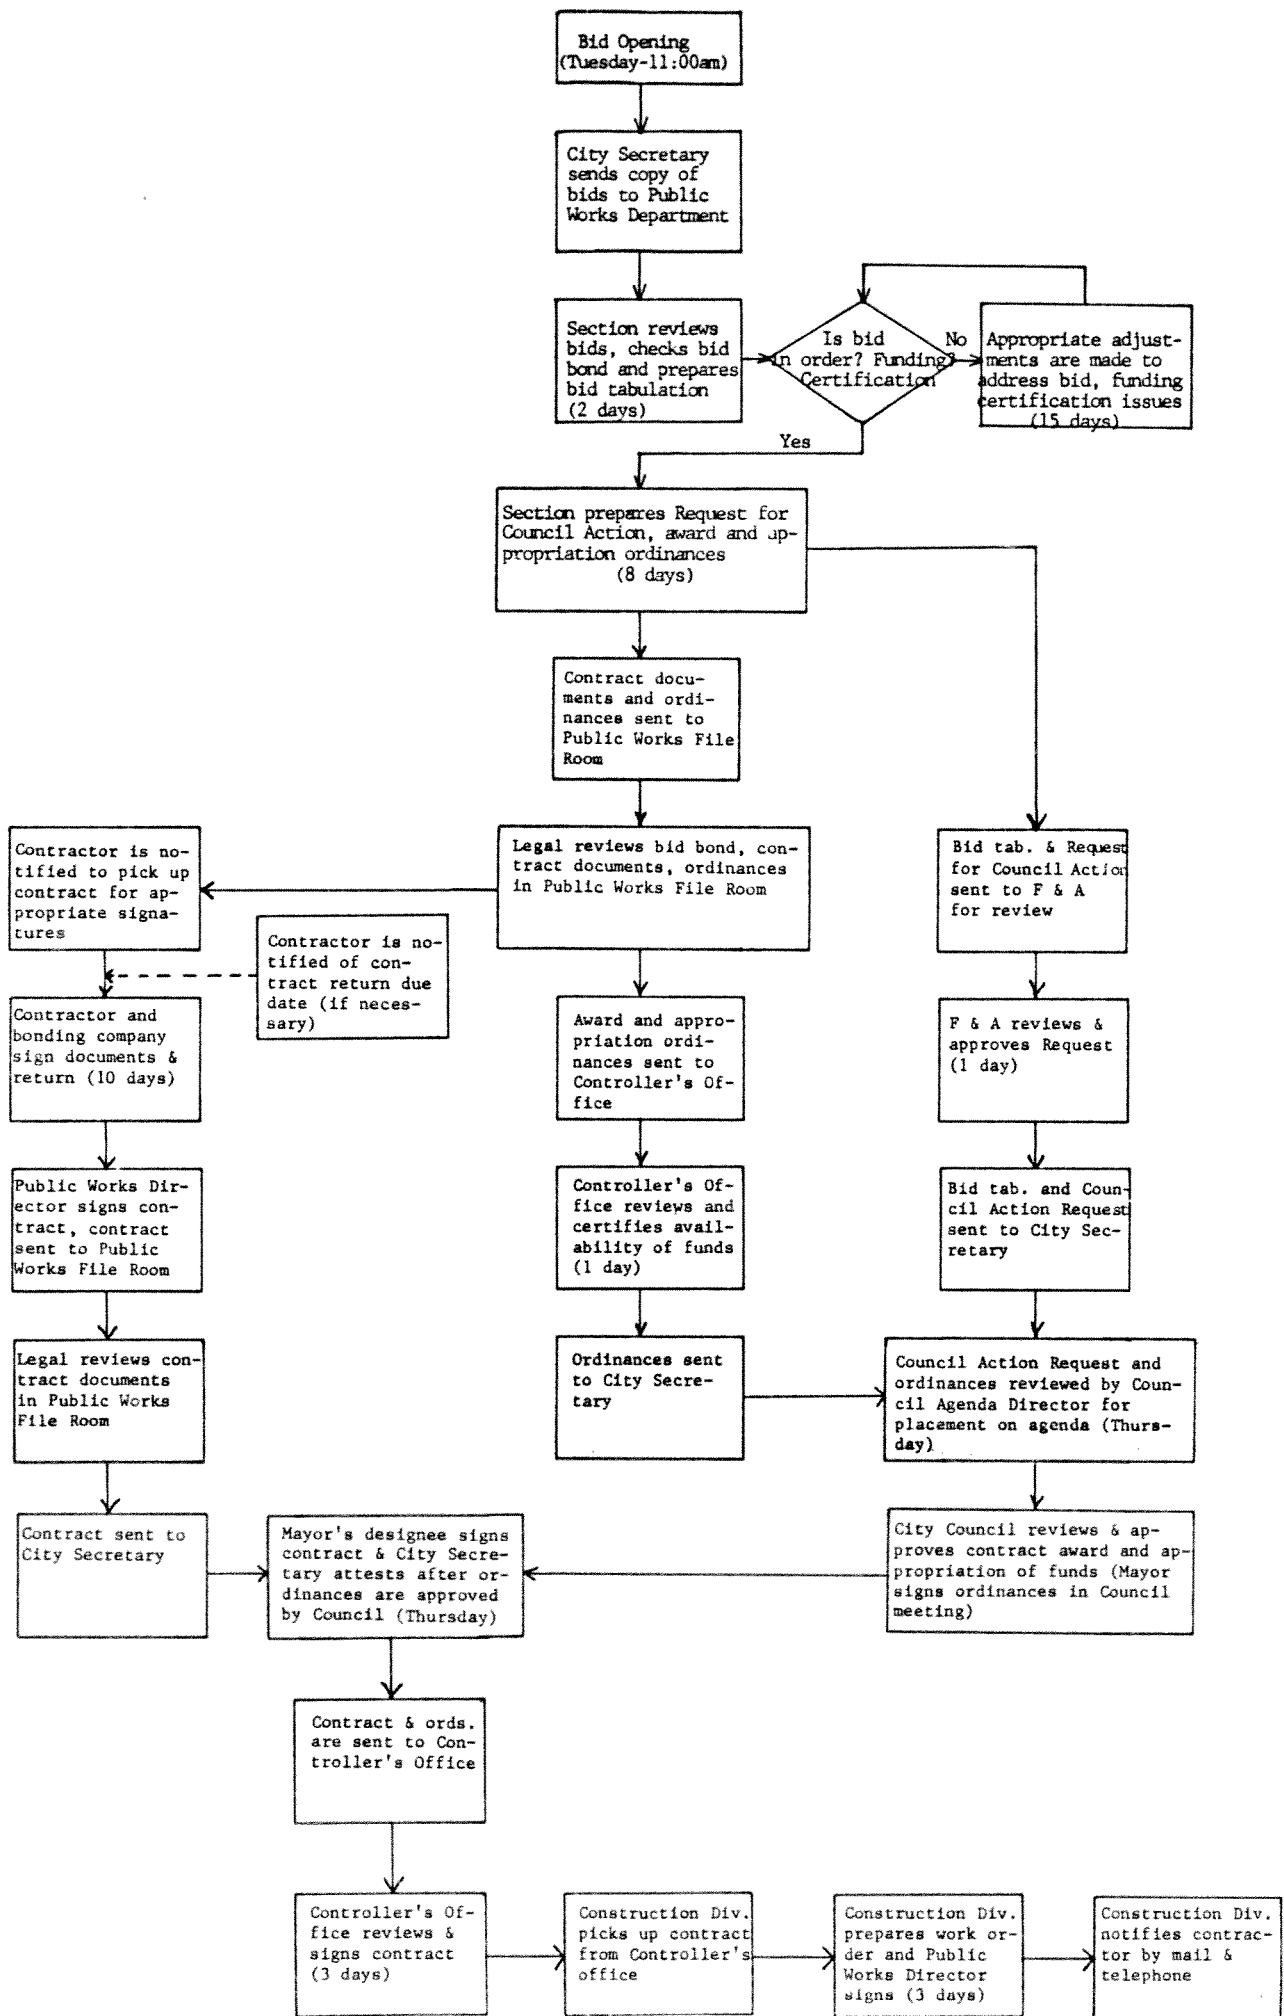 Bid Opening
(Tuesday-11:00am)
City Secretary
sends copy of
bids to Public
Works Department
Section reviews
bids, checks bid
bond and prepares
bid tabulation
(2 days)
Is bid
in order? Funding?
Certification
No
Appropriate adjust-
ments are made to
address bid, funding
certification issues
(15 days)
Yes
Section prepares Request for
Council Action, award and ap-
propriation ordinances
(8 days)
Contract docu-
ments and ordi-
nances sent to
Public Works File
Room
Contractor is no-
tified to pick up
contract for ap-
propriate signa-
tures
Legal reviews bid bond, con-
tract documents, ordinances
in Public Works File Room
Bid tab. & Request
for Council Action
sent to F & A
for review
Contractor is no-
tified of con-
tract return due
date (if neces-
sary)
Contractor and
bonding company
sign documents &
return (10 days)
Award and appro-
priation ordi-
nances sent to
Controller's Of-
fice
F & A reviews &
approves Request
(1 day)
Public Works Dir-
ector signs con-
tract, contract
sent to Public
Works File Room
Controller's Of-
fice reviews and
certifies avail-
ability of funds
(1 day)
Bid tab. and Coun-
cil Action Request
sent to City Sec-
retary
Legal reviews con-
tract documents
in Public Works
File Room
Ordinances sent
to City Secre-
tary
Council Action Request and
ordinances reviewed by Coun-
cil Agenda Director for
placement on agenda (Thurs-
day)
Contract sent to
City Secretary
Mayor's designee signs
contract & City Secre-
tary attests after or-
dinances are approved
by Council (Thursday)
City Council reviews & ap-
proves contract award and ap-
propriation of funds (Mayor
signs ordinances in Council
meeting)
Contract & ords.
are sent to Con-
troller's Office
Controller's Of-
fice reviews &
signs contract
(3 days)
Construction Div.
picks up contract
from Controller's
office
Construction Div.
prepares work or-
der and Public
Works Director
signs (3 days)
Construction Div.
notifies contrac-
tor by mail &
telephone